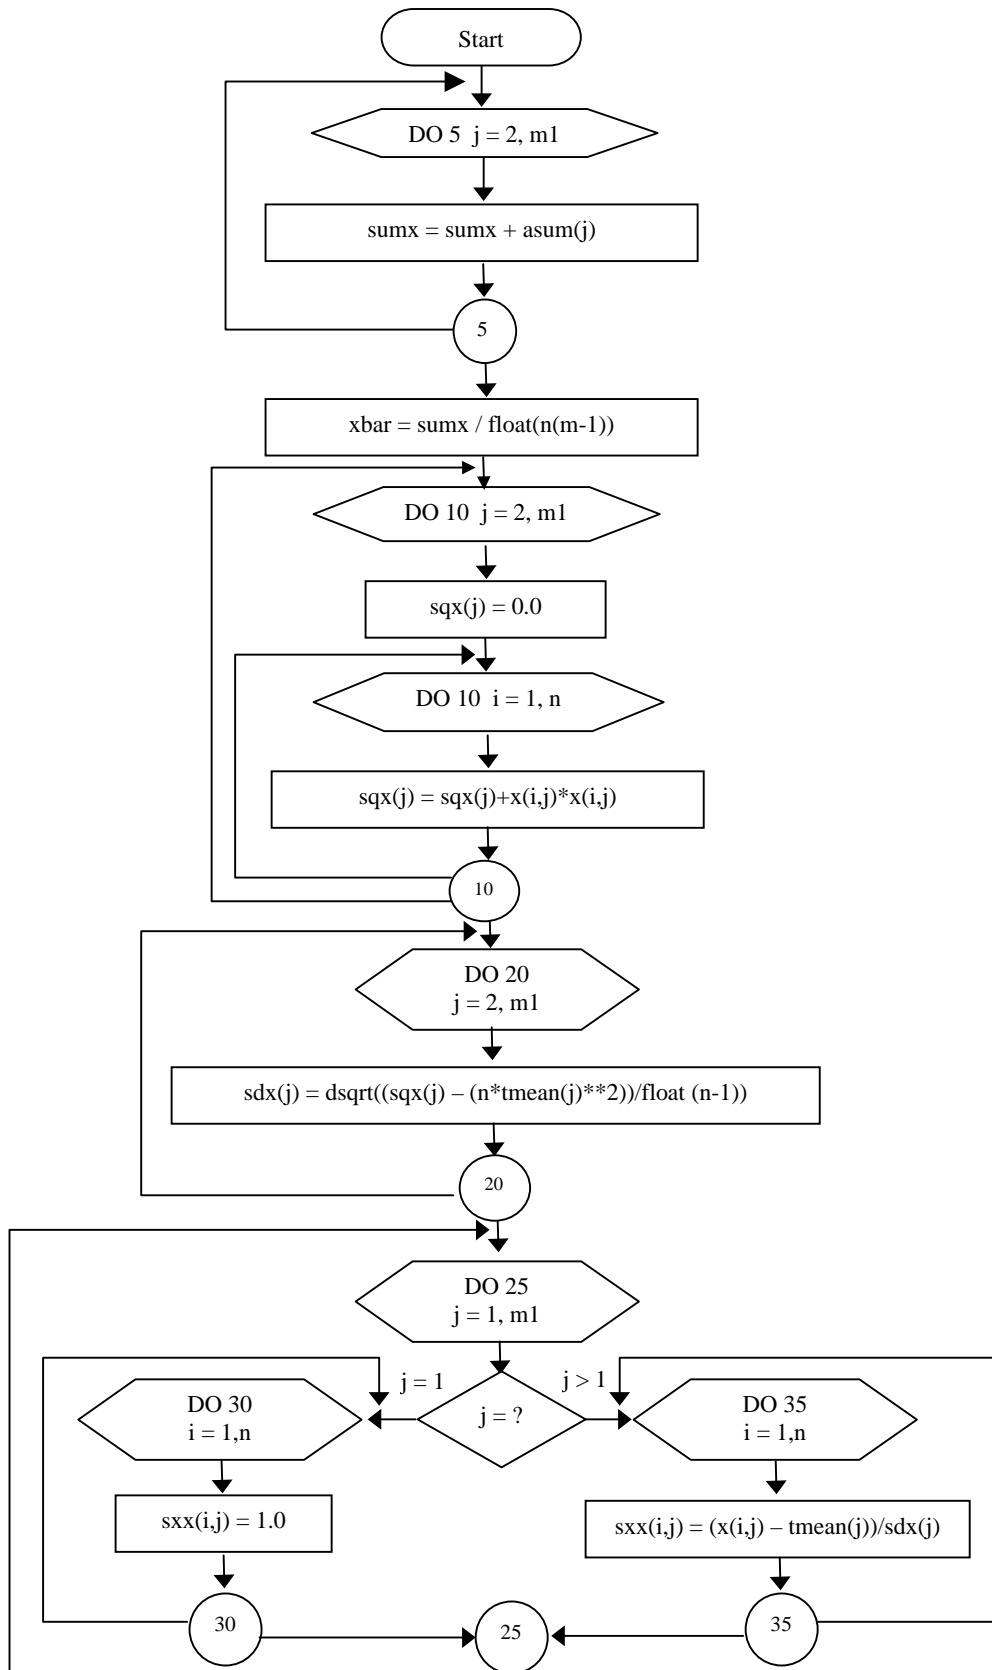 Start
DO 5 j = 2, m1
sumx = sumx + asum(j)
5
xbar = sumx / float(n(m-1))
DO 10 j = 2, m1
sqx(j) = 0.0
DO 10 i = 1, n
sqx(j) = sqx(j)+x(i,j)*x(i,j)
10
DO 20
j = 2, m1
sdx(j) = dsqrt((sqx(j) – (n*tmean(j)**2))/float (n-1))
20
DO 25
j = 1, m1
j = 1
j > 1
j = ?
DO 30
i = 1,n
DO 35
i = 1,n
sxx(i,j) = 1.0
sxx(i,j) = (x(i,j) – tmean(j))/sdx(j)
30
25
35